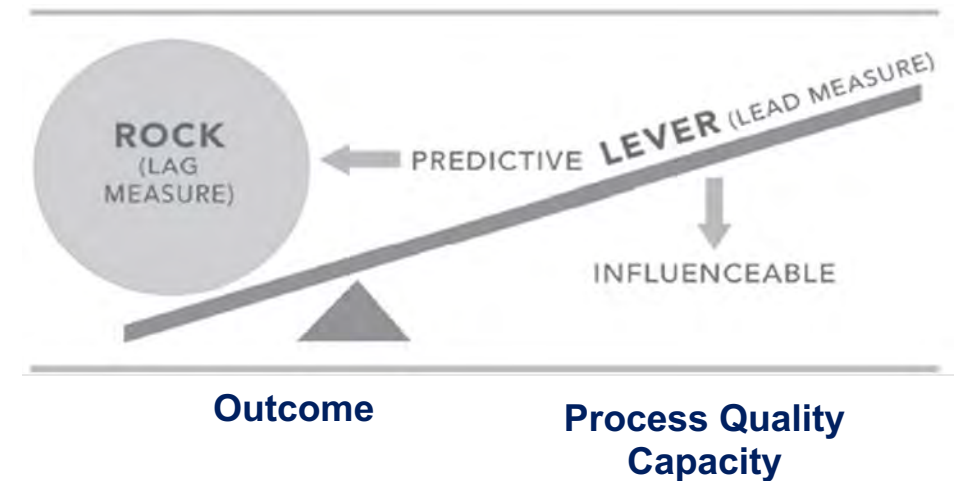 ROCK
(LAG
MEASURE)
PREDICTIVE
LEVER (LEAD MEASURE)
INFLUENCEABLE
Outcome
Process Quality
Capacity